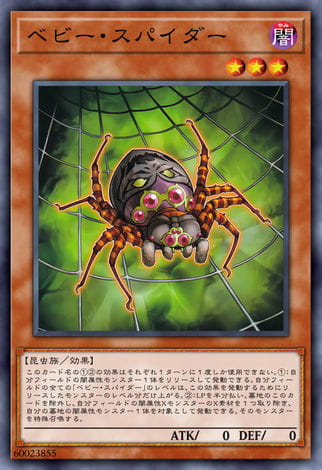 ベビー・スパイダー
やみ
闇
【昆虫族／効果】
このカード名の①②の効果はそれぞれ１ターンに１度しか使用できない。①：自
分フィールドの闇属性モンスター１体をリリースして発動できる。自分フィー
ルドの全ての「ベビー・スパイダー」のレベルは、この効果を発動するためにリリ
ースしたモンスターのレベル分だけ上がる。②：LPを半分払い、墓地のこのカ
ードを除外し、自分フィールドの闇属性XモンスターのX素材を１つ取り除き、
自分の墓地の闇属性モンスター１体を対象として発動できる。そのモンスター
を特殊召喚する。
ATK/ 0 DEF/ 0
60023855